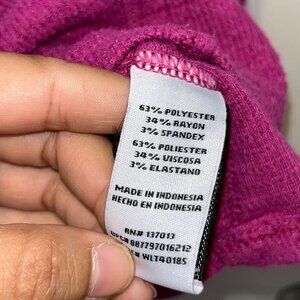 63% POLYESTER
34% RAYON
3% SPANDEX
63% POLIESTER
34% VISCOSA
3% ELASTANO
MADE IN INDONESIA
HECHO EN INDONESIA
RN# 137013
UPC# 887797016212
WLT40185